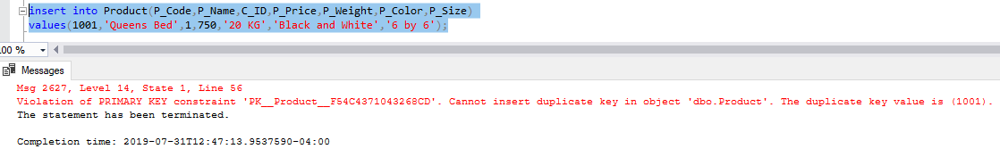 insert into Product(P_Code,P_Name,C_ID,P_Price,P_Weight,P_Color,P_Size)
values(1001,'Queens Bed',1,750,'20 KG','Black and White','6 by 6');
00 %
Messages
Msg 2627, Level 14, State 1, Line 56
Violation of PRIMARY KEY constraint 'PK__Product__F54C4371043268CD'. Cannot insert duplicate key in object 'dbo.Product'. The duplicate key value is (1001).
The statement has been terminated.
Completion time: 2019-07-31T12:47:13.9537590-04:00